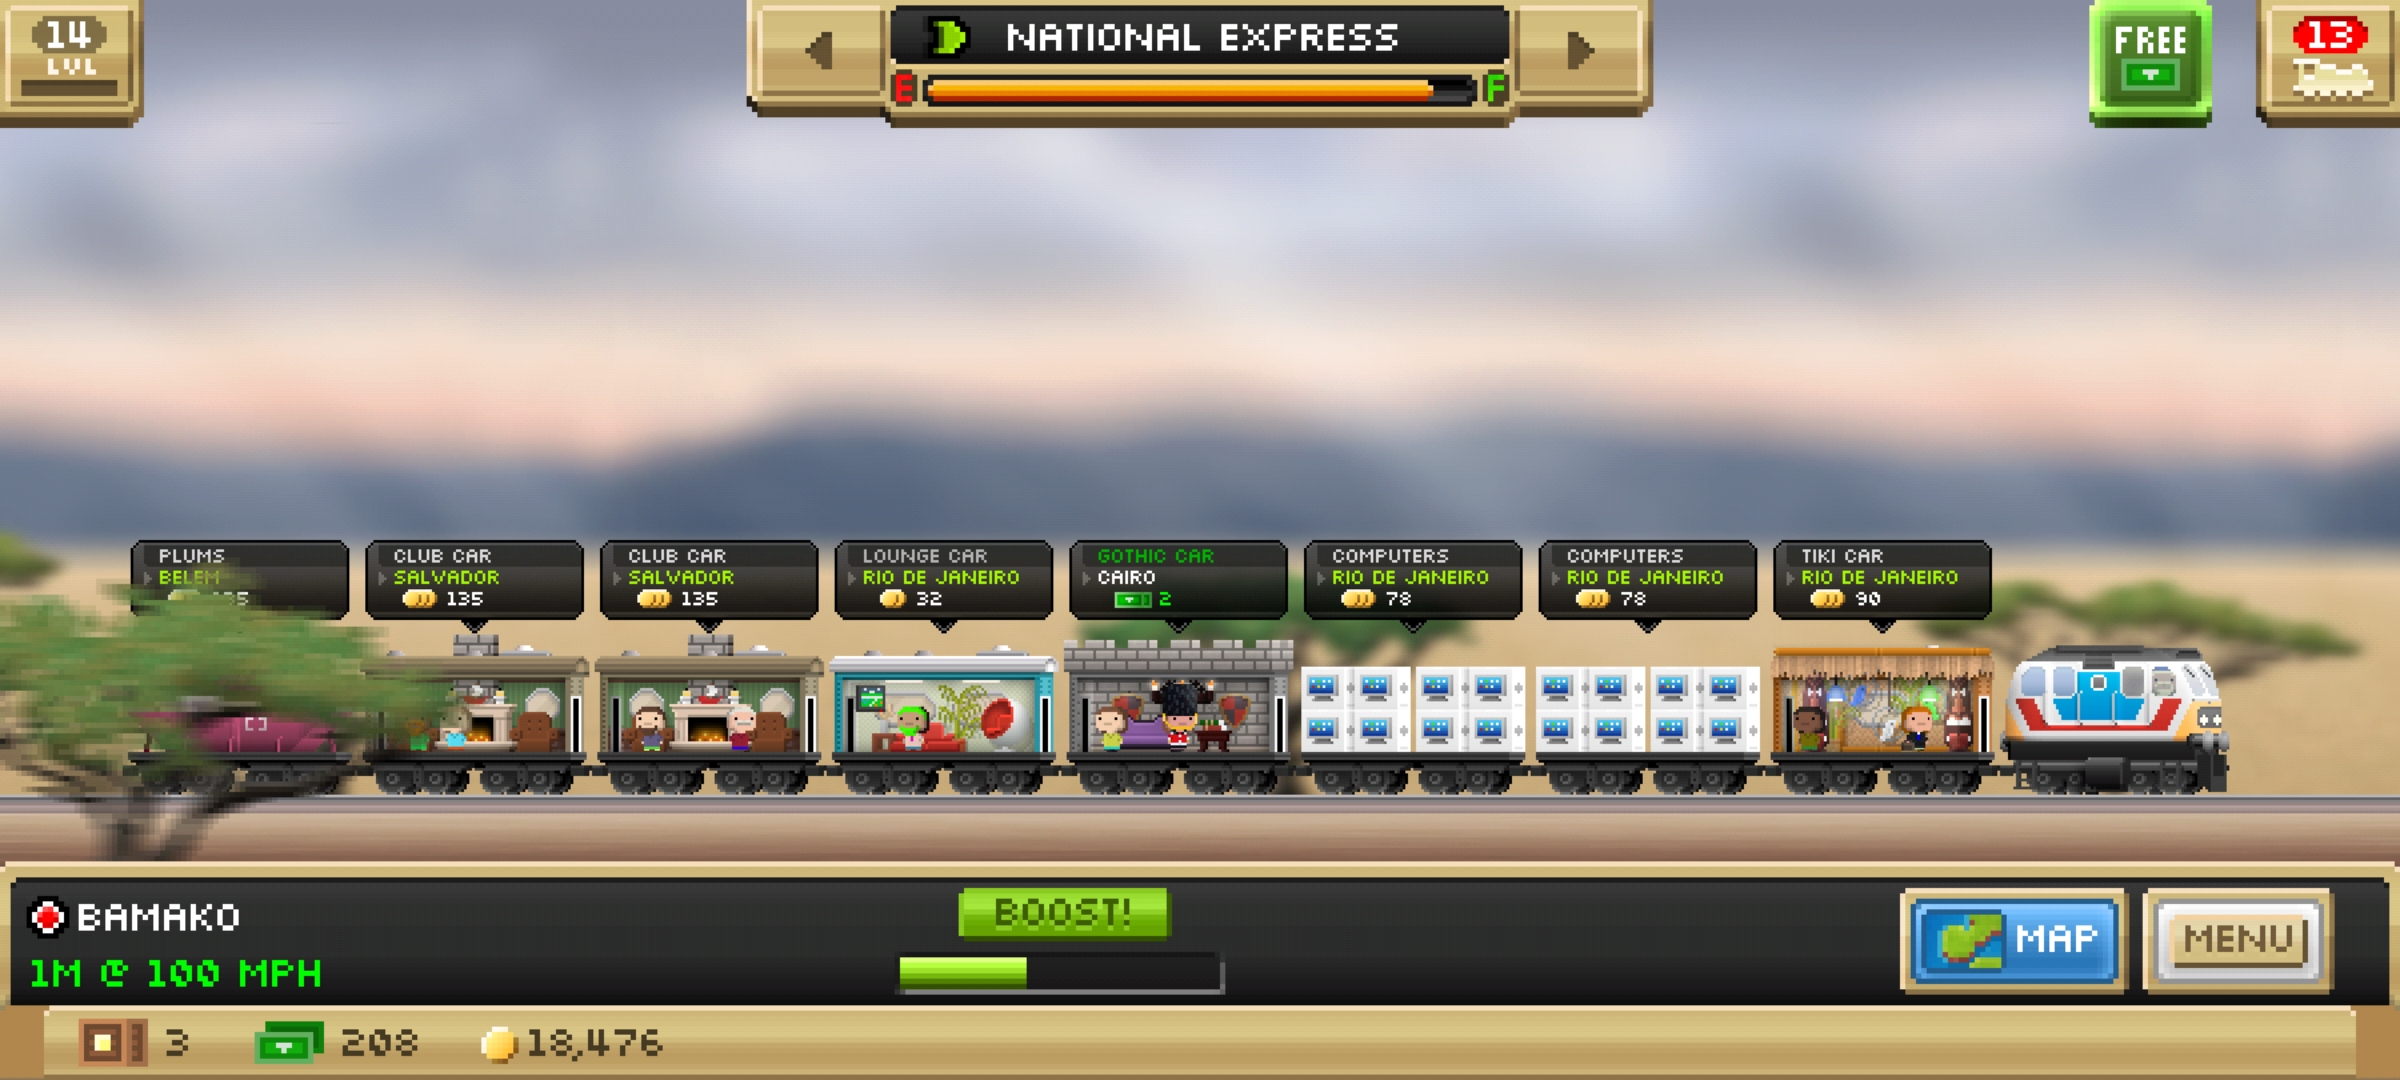 14
LVL
NATIONAL EXPRESS
E F
FREE
13
PLUMS
BELEM
CLUB CAR
SALVADOR
135
CLUB CAR
SALVADOR
135
LOUNGE CAR
RIO DE JANEIRO
32
GOTHIC CAR
CAIRO
2
COMPUTERS
RIO DE JANEIRO
78
COMPUTERS
RIO DE JANEIRO
78
TIKI CAR
RIO DE JANEIRO
90
BAMAKO
1M @ 100 MPH
BOOST!
MAP
MENU
3 208 18,476